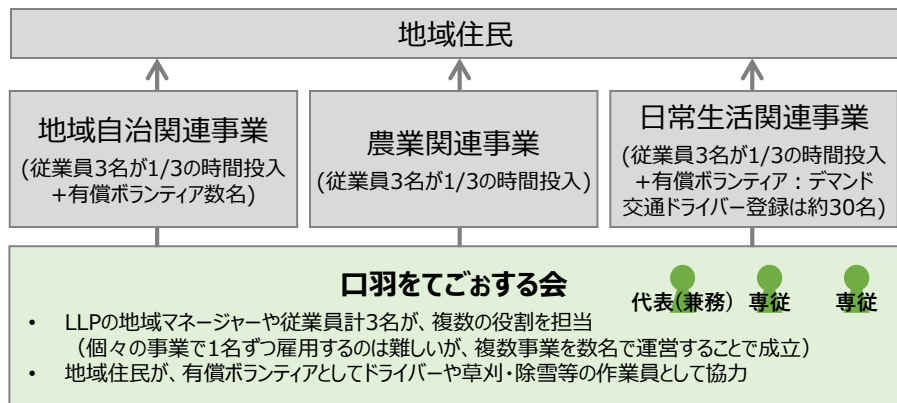 地域住民
地域自治関連事業
(従業員3名が1/3の時間投入
+有償ボランティア数名)
農業関連事業
(従業員3名が1/3の時間投入)
日常生活関連事業
(従業員3名が1/3の時間投入
+有償ボランティア:デマンド
交通ドライバー登録は約30名)
口羽をてごぉする会
代表(兼務) 専従 専従
• LLPの地域マネージャーや従業員計3名が、複数の役割を担当
(個々の事業で1名ずつ雇用するのは難しいが、複数事業を数名で運営することで成立)
• 地域住民が、有償ボランティアとしてドライバーや草刈・除雪等の作業員として協力